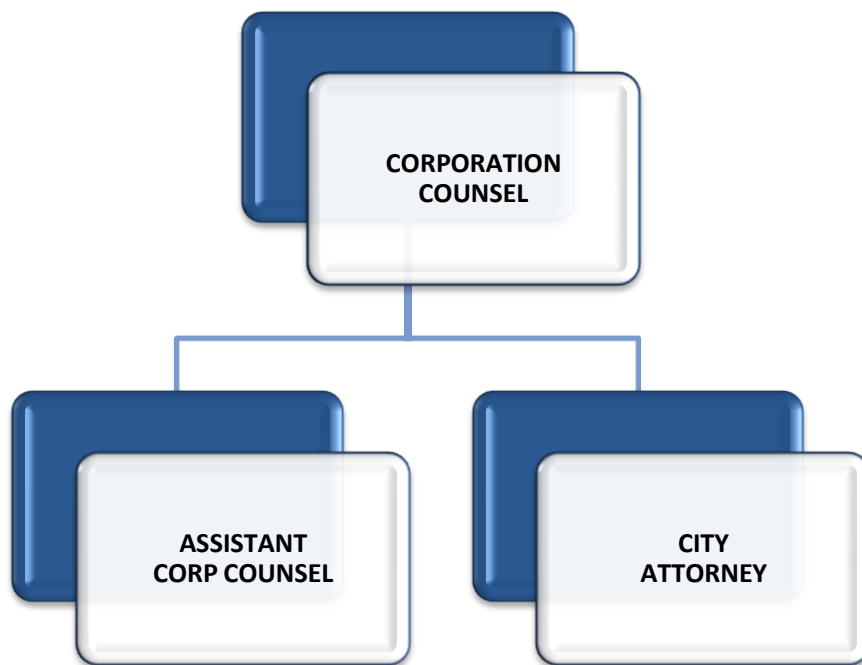 CORPORATION
COUNSEL
ASSISTANT
CORP COUNSEL
CITY
ATTORNEY